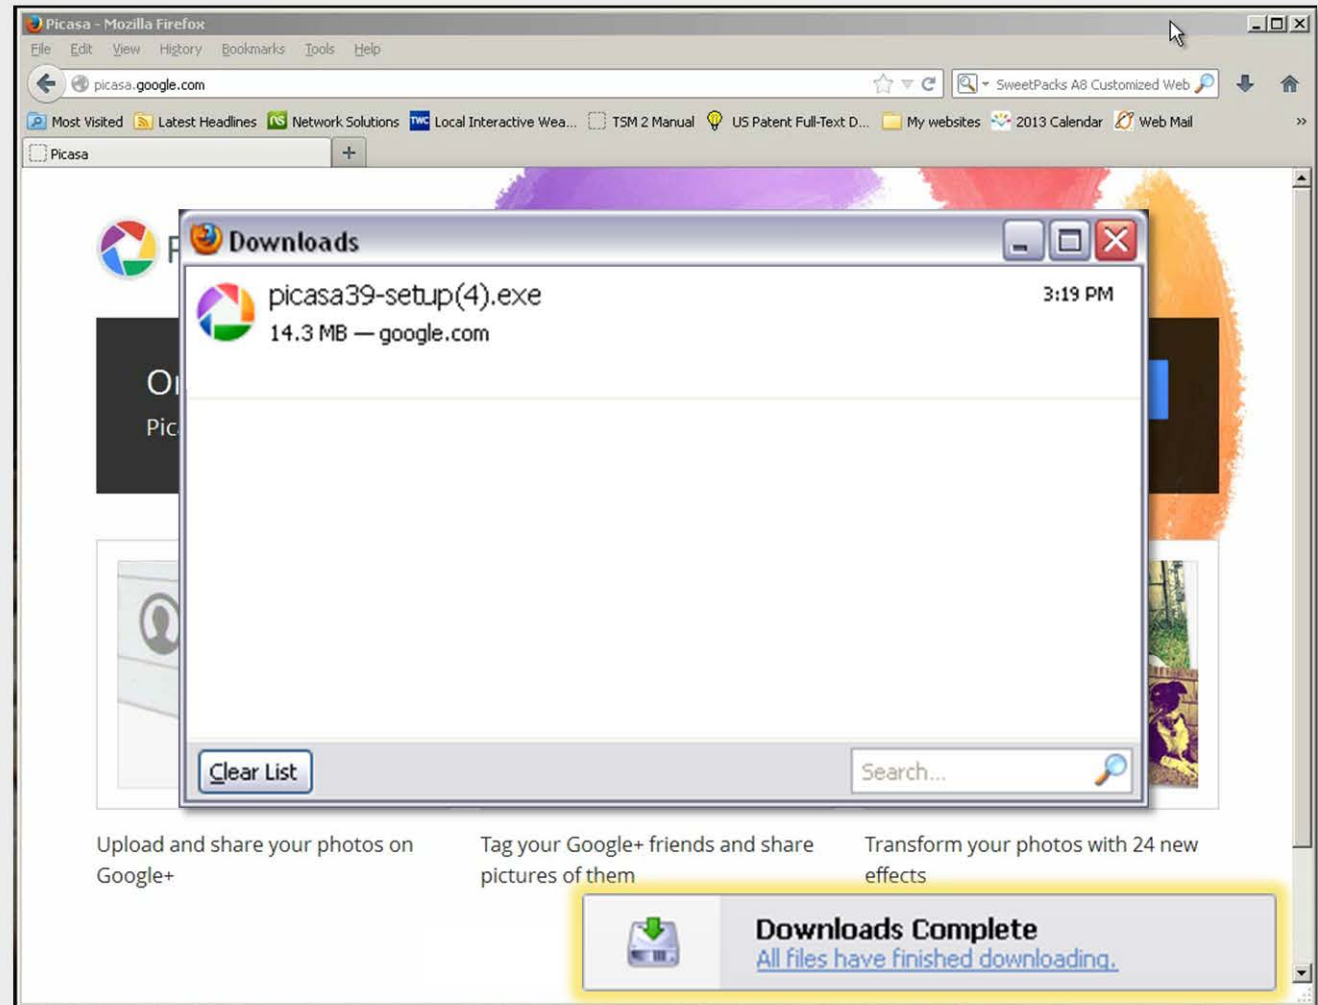 Picasa - Mozilla Firefox
File Edit View History Bookmarks Tools Help
picasa.google.com
SweetPacks A8 Customized Web
Most Visited Latest Headlines Network Solutions TWC Local Interactive Wea... TSM 2 Manual US Patent Full-Text D... My websites 2013 Calendar Web Mail »
Picasa +
Downloads
picasa39-setup(4).exe 3:19 PM
14.3 MB — google.com
Clear List Search...
Upload and share your photos on
Google+
Tag your Google+ friends and share
pictures of them
Transform your photos with 24 new
effects
Downloads Complete
All files have finished downloading.